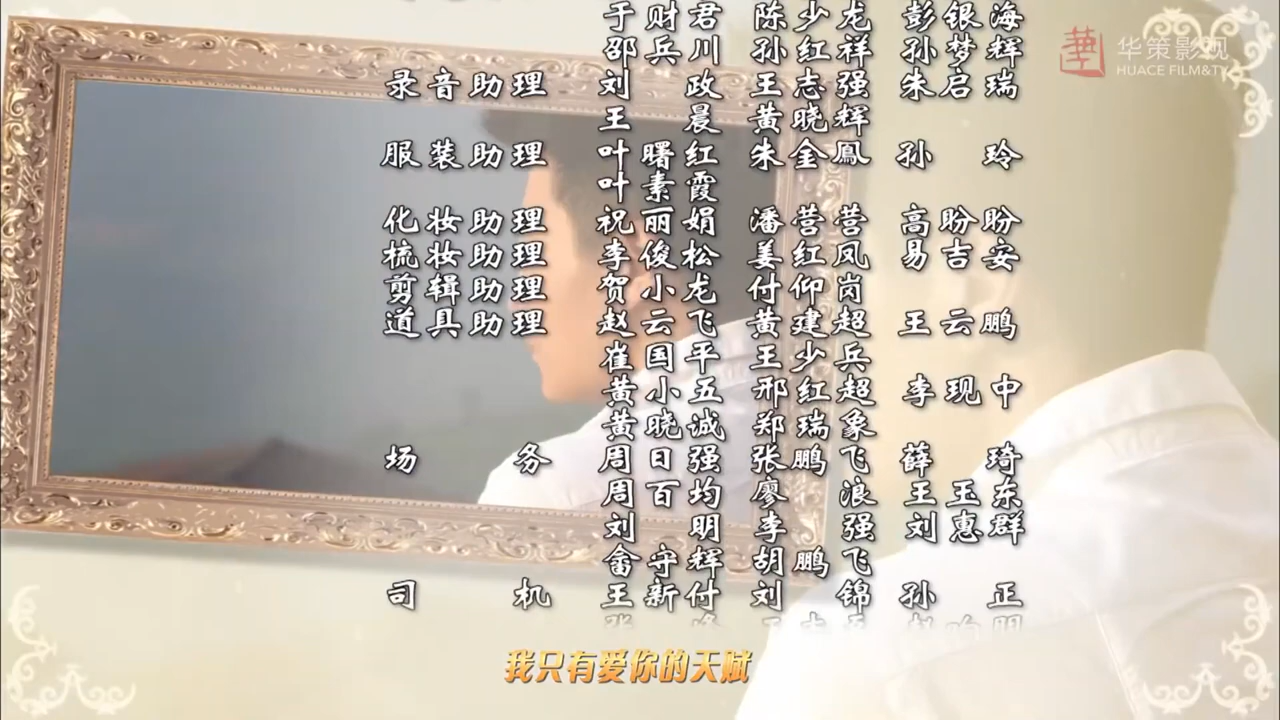 于财君 陈少龙 彭银海
邵兵川 孙红祥 孙梦辉
华策影视
HUACE FILM&TV
录音助理 刘政 王志强 朱启瑞
王晨 黄晓辉
服装助理 叶曙红 朱金鳯 孙玲
叶素霞
化妆助理 祝丽娟 潘营营 高盼盼
梳妆助理 李俊松 姜红凤 易吉安
剪辑助理 贺小龙 付仰岗
道具助理 赵云飞 黄建超 王云鹏
崔国平 王少兵
黄小五 邢红超 李现中
黄晓诚 郑瑞象
场务 周日强 张鹏飞 薛琦
周百均 廖浪 王玉东
刘明 李强 刘惠群
畲守辉 胡鹏飞
司机 王新付 刘锦 孙正
我只有爱你的天赋